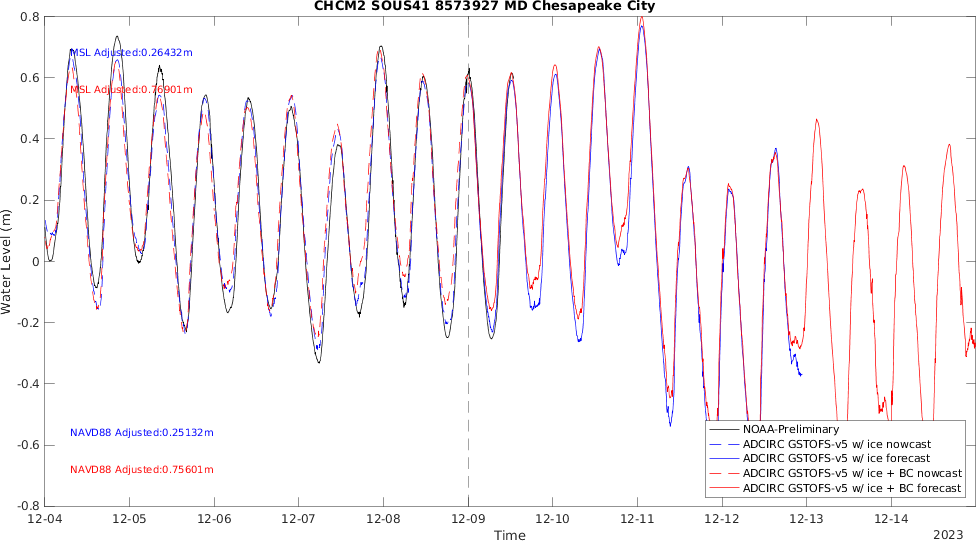 CHCM2 SOUS41 8573927 MD Chesapeake City
0.8
0.6
0.4
0.2
0
-0.2
-0.4
-0.6
-0.8
Water Level (m)
MSL Adjusted:0.26432m
MSL Adjusted:0.76901m
NAVD88 Adjusted:0.25132m
NAVD88 Adjusted:0.75601m
NOAA-Preliminary
ADCIRC GSTOFS-v5 w/ ice nowcast
ADCIRC GSTOFS-v5 w/ ice forecast
ADCIRC GSTOFS-v5 w/ ice + BC nowcast
ADCIRC GSTOFS-v5 w/ ice + BC forecast
12-04 12-05 12-06 12-07 12-08 12-09 12-10 12-11 12-12 12-13 12-14
Time
2023